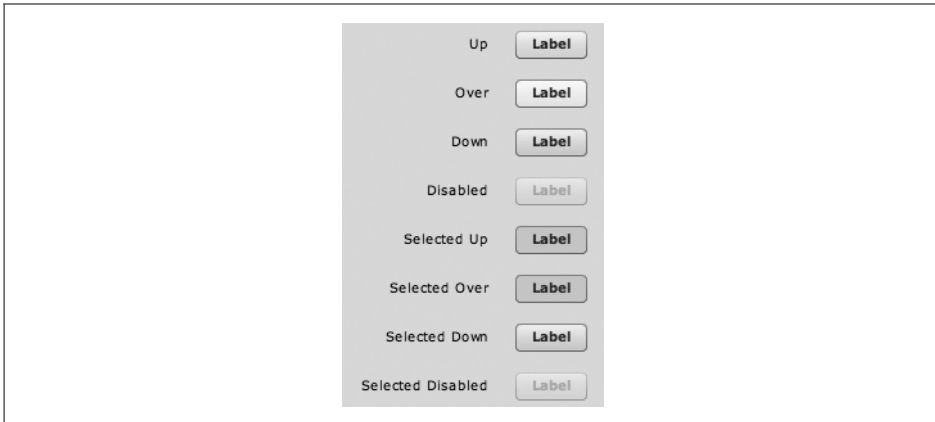 Up Label
Over Label
Down Label
Disabled Label
Selected Up Label
Selected Over Label
Selected Down Label
Selected Disabled Label